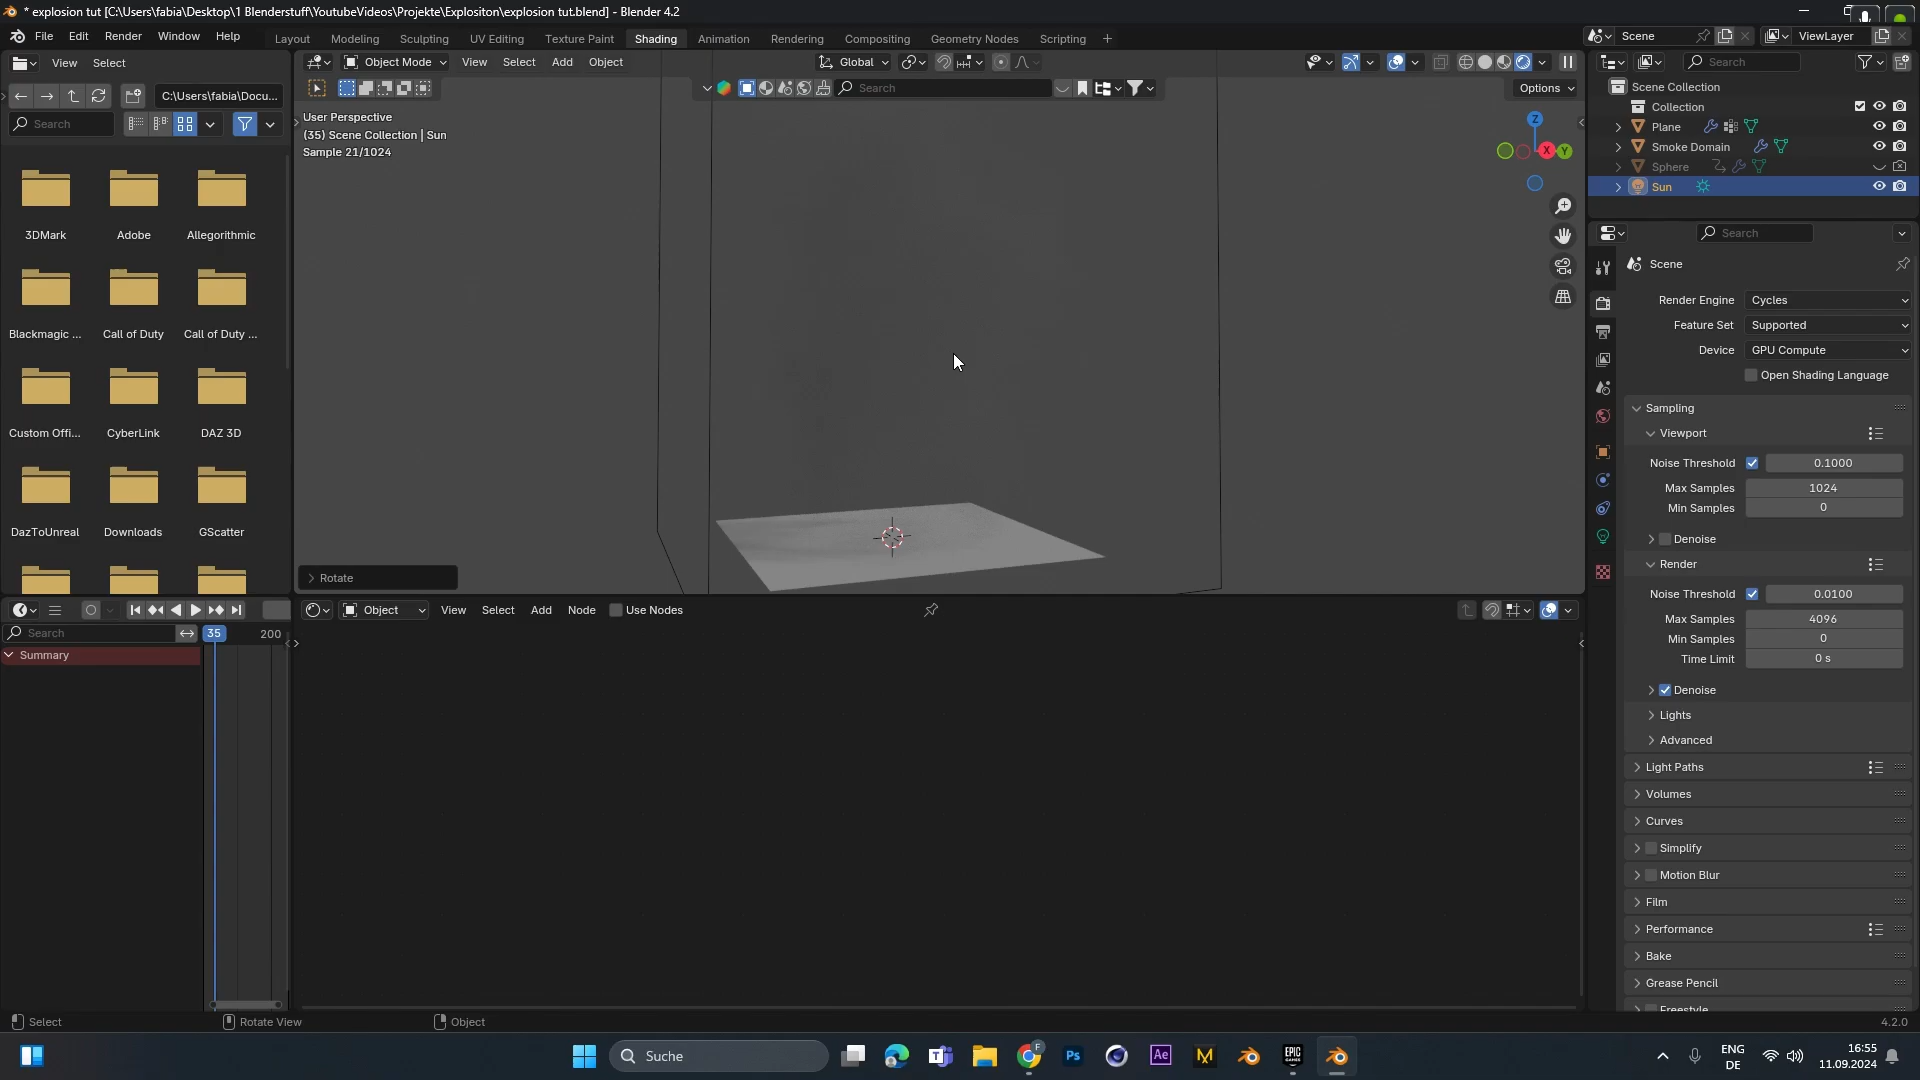 * explosion tut [C:\Users\fabia\Desktop\1 Blenderstuff\YoutubeVideos\Projekte\Explositon\explosion tut.blend] - Blender 4.2
File Edit Render Window Help
Layout Modeling Sculpting UV Editing Texture Paint Shading Animation Rendering Compositing Geometry Nodes Scripting
Scene
ViewLayer
View Select
Object Mode View Select Add Object
Global
Search
C:\Users\fabia\Docu...
Search
Search
Options
User Perspective
(35) Scene Collection | Sun
Sample 21/1024
Z
X
Y
3DMark Adobe Allegorithmic
Blackmagic ... Call of Duty Call of Duty ...
Custom Offi... CyberLink DAZ 3D
DazToUnreal Downloads GScatter
Rotate
Object View Select Add Node Use Nodes
Search
35
200
Summary
Scene Collection
Collection
Plane
Smoke Domain
Sphere
Sun
Search
Scene
Render Engine Cycles
Feature Set Supported
Device GPU Compute
Open Shading Language
Sampling
Viewport
Noise Threshold 0.1000
Max Samples 1024
Min Samples 0
Denoise
Render
Noise Threshold 0.0100
Max Samples 4096
Min Samples 0
Time Limit 0 s
Denoise
Lights
Advanced
Light Paths
Volumes
Curves
Simplify
Motion Blur
Film
Performance
Bake
Grease Pencil
Freestyle
Select
Rotate View
Object
4.2.0
Suche
F
Ps
Ae
M
EPIC
GAMES
ENG
DE
16:55
11.09.2024